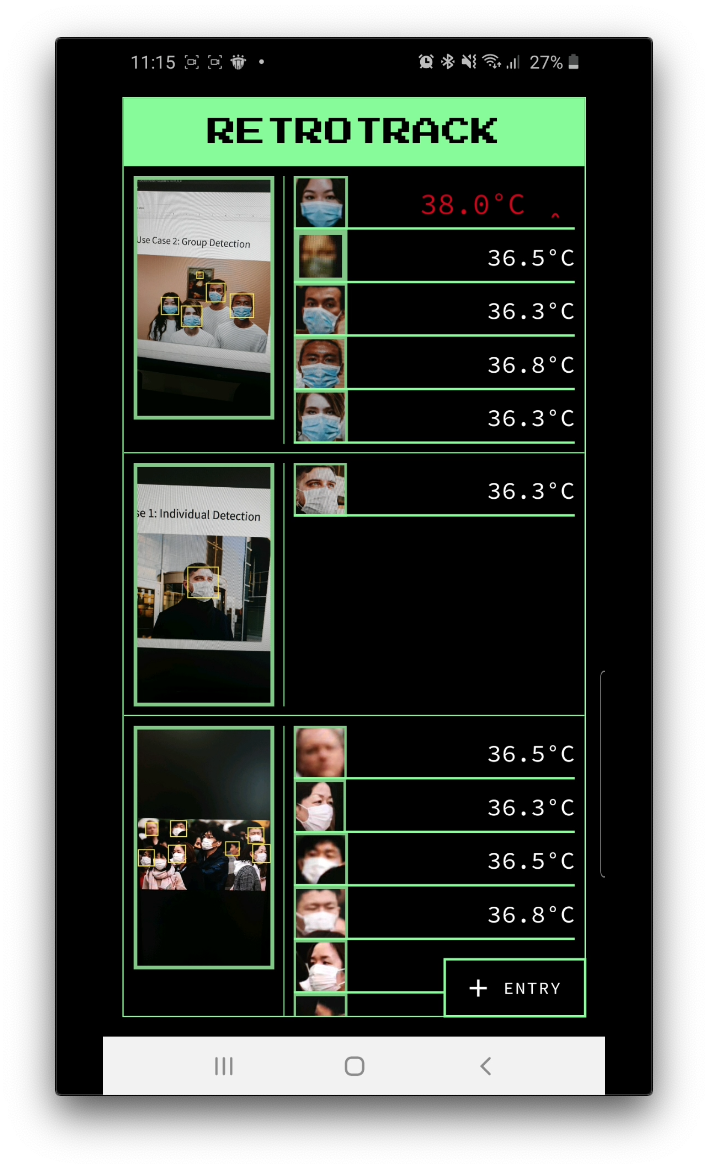 11:15
27%
RETROTRACK
Use Case 2: Group Detection
38.0°C ^
36.5°C
36.3°C
36.8°C
36.3°C
se 1: Individual Detection
36.3°C
36.5°C
36.3°C
36.5°C
36.8°C
+ ENTRY